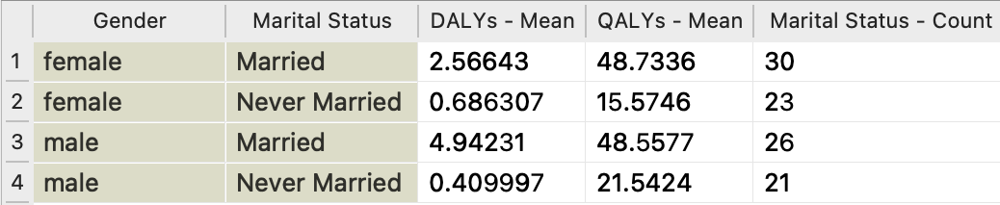 Gender Marital Status DALYs - Mean QALYs - Mean Marital Status - Count
1 female Married 2.56643 48.7336 30
2 female Never Married 0.686307 15.5746 23
3 male Married 4.94231 48.5577 26
4 male Never Married 0.409997 21.5424 21